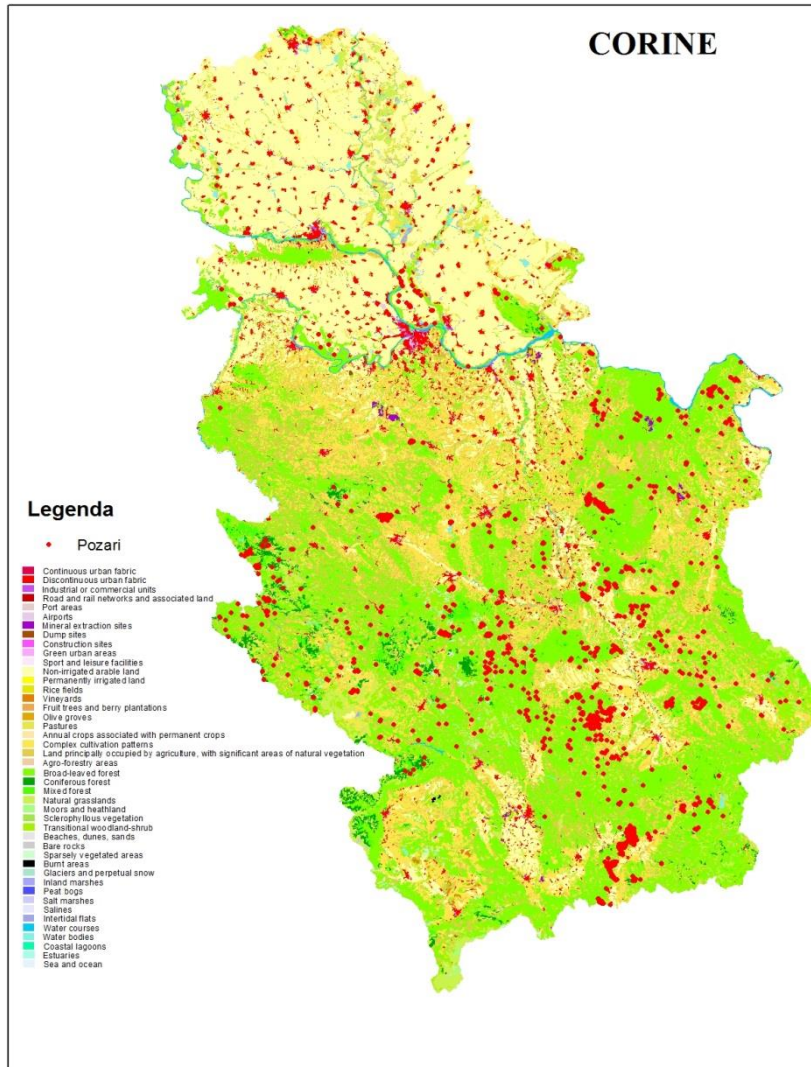 CORINE
Legenda
Pozari
Continuous urban fabric
Discontinuous urban fabric
Industrial or commercial units
Road and rail networks and associated land
Port areas
Airports
Mineral extraction sites
Dump sites
Construction sites
Green urban areas
Sport and leisure facilities
Non-irrigated arable land
Permanently irrigated land
Rice fields
Vineyards
Fruit trees and berry plantations
Olive groves
Pastures
Annual crops associated with permanent crops
Complex cultivation patterns
Land principally occupied by agriculture, with significant areas of natural vegetation
Agro-forestry areas
Broad-leaved forest
Coniferous forest
Mixed forest
Natural grasslands
Moors and heathland
Sclerophyllous vegetation
Transitional woodland-shrub
Beaches, dunes, sands
Bare rocks
Sparsely vegetated areas
Burnt areas
Glaciers and perpetual snow
Inland marshes
Peat bogs
Salt marshes
Salines
Intertidal flats
Water courses
Water bodies
Coastal lagoons
Estuaries
Sea and ocean